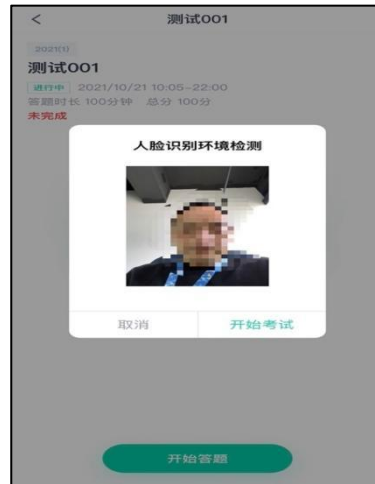 测试001
2021(1)
测试001
进行中 2021/10/21 10:05-22:00
答题时长 100分钟 总分 100分
未完成
人脸识别环境检测
取消 开始考试
开始答题